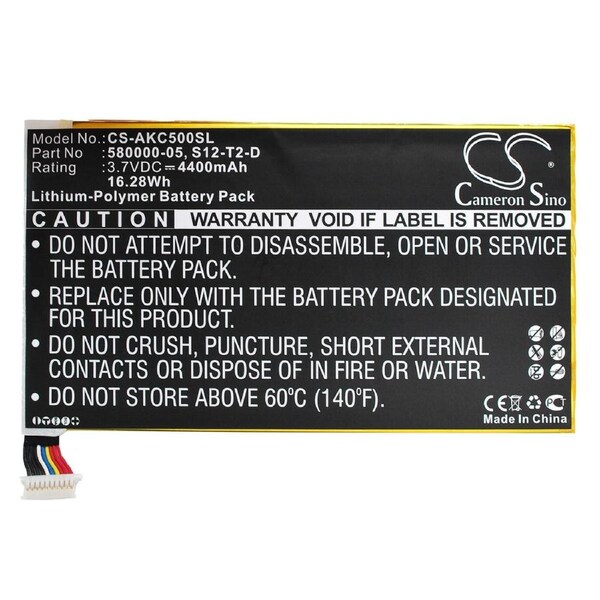 Model No.: CS-AKC500SL
Part No : 580000-05, S12-T2-D
Rating : 3.7VDC⎓4400mAh
16.28Wh
Lithium-Polymer Battery Pack
CS
Cameron Sino
CAUTION WARRANTY VOID IF LABEL IS REMOVED
• DO NOT ATTEMPT TO DISASSEMBLE, OPEN OR SERVICE
THE BATTERY PACK.
• REPLACE ONLY WITH THE BATTERY PACK DESIGNATED
FOR THIS PRODUCT.
• DO NOT CRUSH, PUNCTURE, SHORT EXTERNAL
CONTACTS OR DISPOSE OF IN FIRE OR WATER.
• DO NOT STORE ABOVE 60°C (140°F).
CE
Made In China